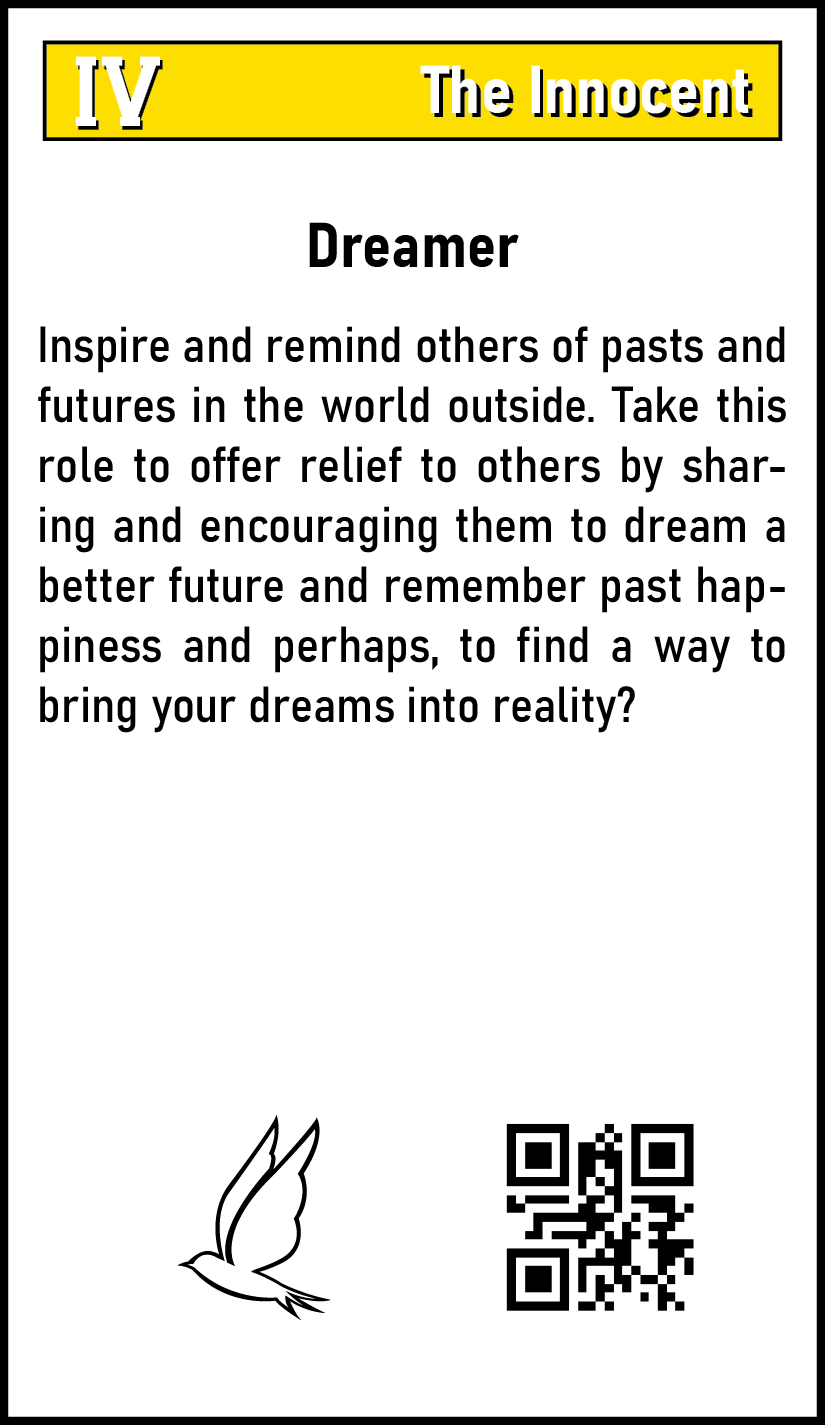 IV
The Innocent
Dreamer
Inspire and remind others of pasts and
futures in the world outside. Take this
role to offer relief to others by shar-
ing and encouraging them to dream a
better future and remember past hap-
piness and perhaps, to find a way to
bring your dreams into reality?